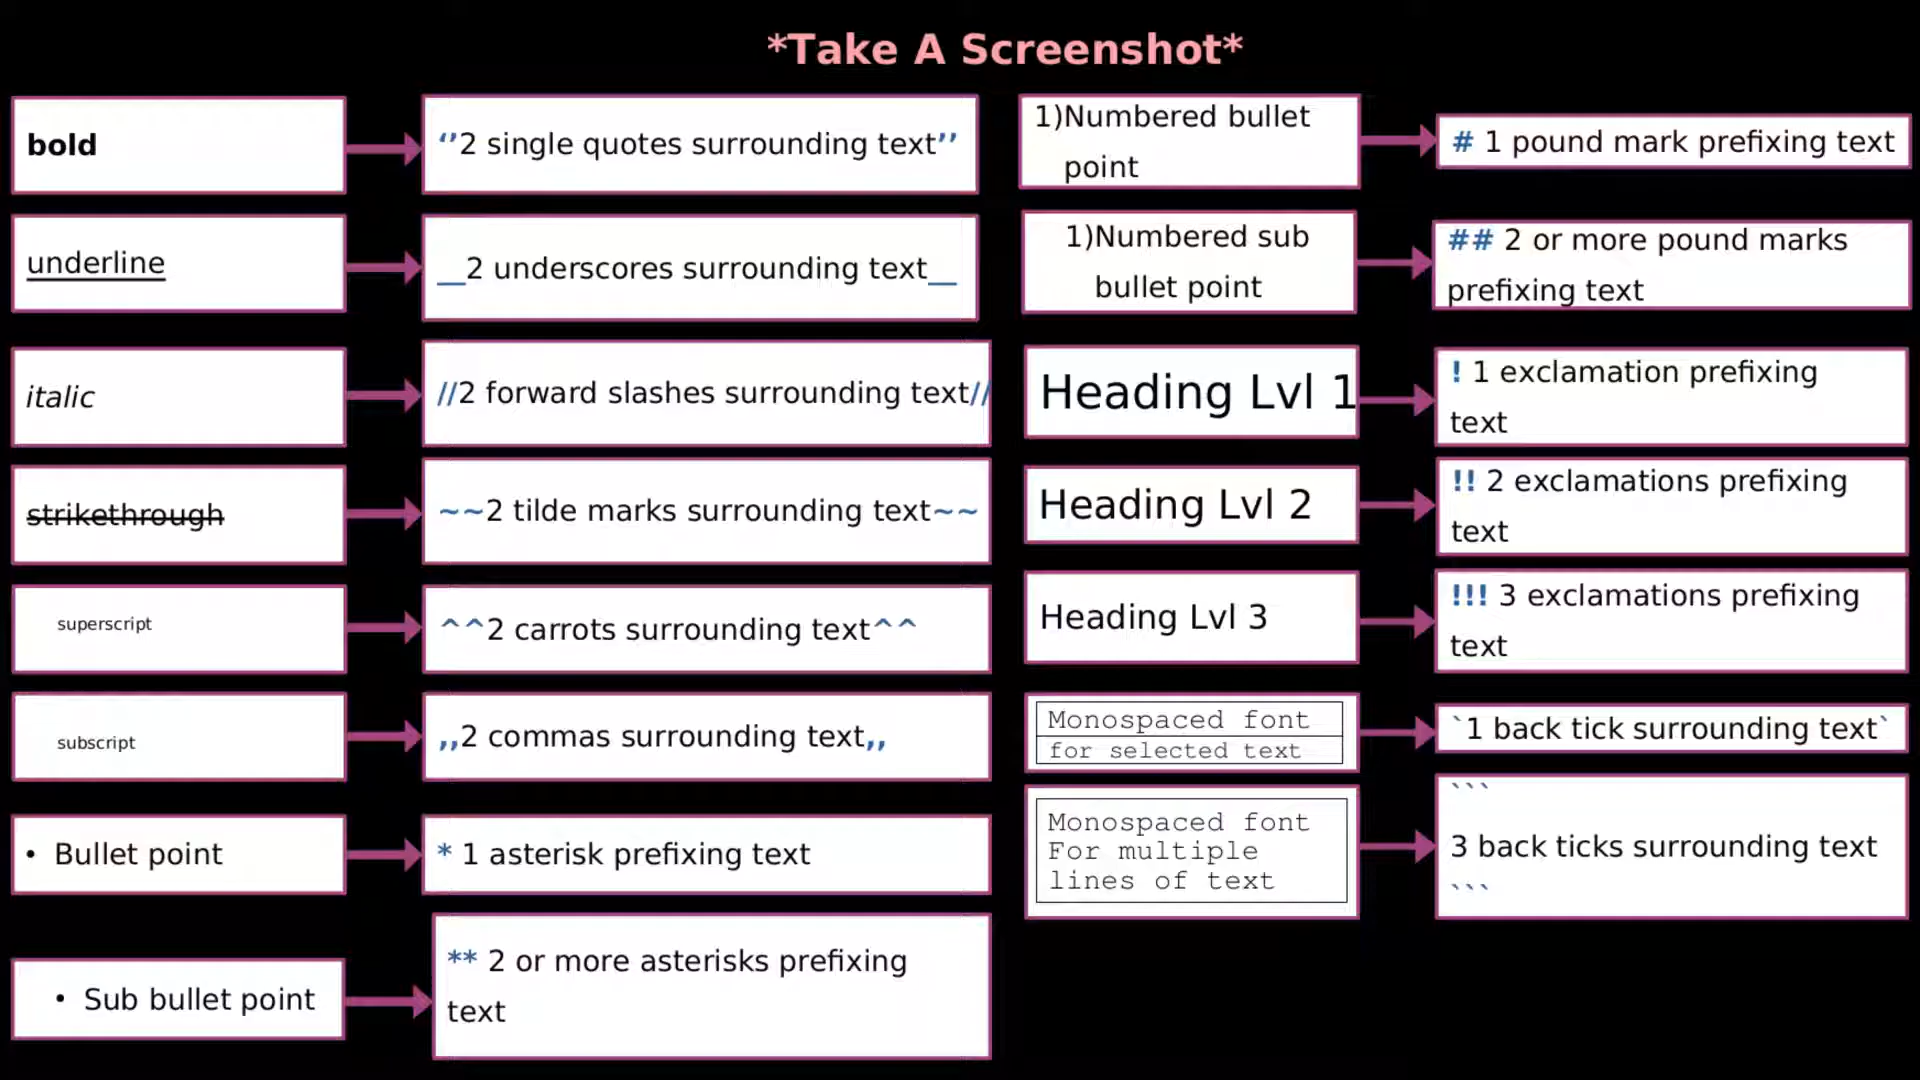 *Take A Screenshot*
bold
‘’2 single quotes surrounding text’’
underline
__2 underscores surrounding text__
italic
//2 forward slashes surrounding text//
strikethrough
~~2 tilde marks surrounding text~~
superscript
^^2 carrots surrounding text^^
subscript
,,2 commas surrounding text,,
• Bullet point
* 1 asterisk prefixing text
• Sub bullet point
** 2 or more asterisks prefixing
text
1)Numbered bullet
point
# 1 pound mark prefixing text
1)Numbered sub
bullet point
## 2 or more pound marks
prefixing text
Heading Lvl 1
! 1 exclamation prefixing
text
Heading Lvl 2
!! 2 exclamations prefixing
text
Heading Lvl 3
!!! 3 exclamations prefixing
text
Monospaced font
for selected text
`1 back tick surrounding text`
Monospaced font
For multiple
lines of text
```
3 back ticks surrounding text
```